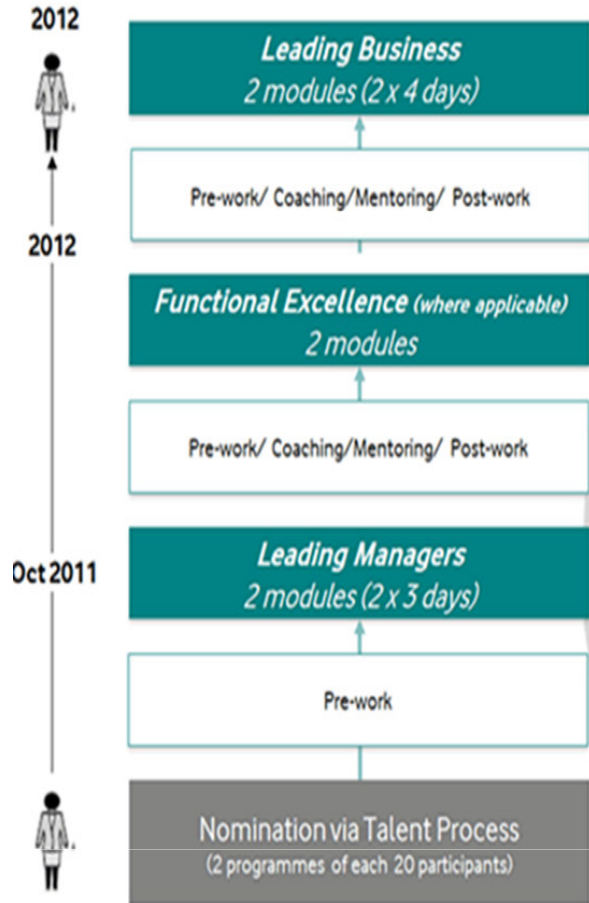 2012
Leading Business
2 modules (2 x 4 days)
Pre-work/ Coaching/Mentoring/ Post-work
2012
Functional Excellence (where applicable)
2 modules
Pre-work/ Coaching/Mentoring/ Post-work
Oct 2011
Leading Managers
2 modules (2 x 3 days)
Pre-work
Nomination via Talent Process
(2 programmes of each 20 participants)